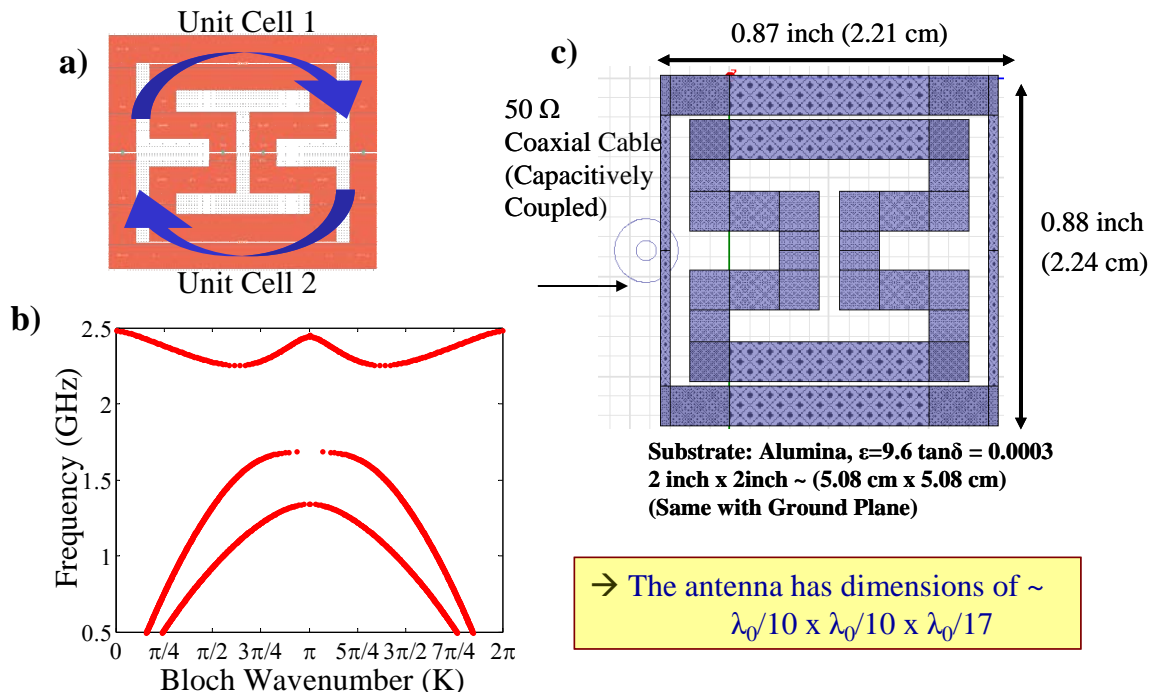 Unit Cell 1
a)
Unit Cell 2
b)
2.5
2
1.5
1
0.5
Frequency (GHz)
0 π/4 π/2 3π/4 π 5π/4 3π/2 7π/4 2π
Bloch Wavenumber (K)
c)
0.87 inch (2.21 cm)
50 Ω
Coaxial Cable
(Capacitively
Coupled)
0.88 inch
(2.24 cm)
Substrate: Alumina, ε=9.6 tanδ = 0.0003
2 inch x 2inch ~ (5.08 cm x 5.08 cm)
(Same with Ground Plane)
→ The antenna has dimensions of ~
λ₀/10 x λ₀/10 x λ₀/17